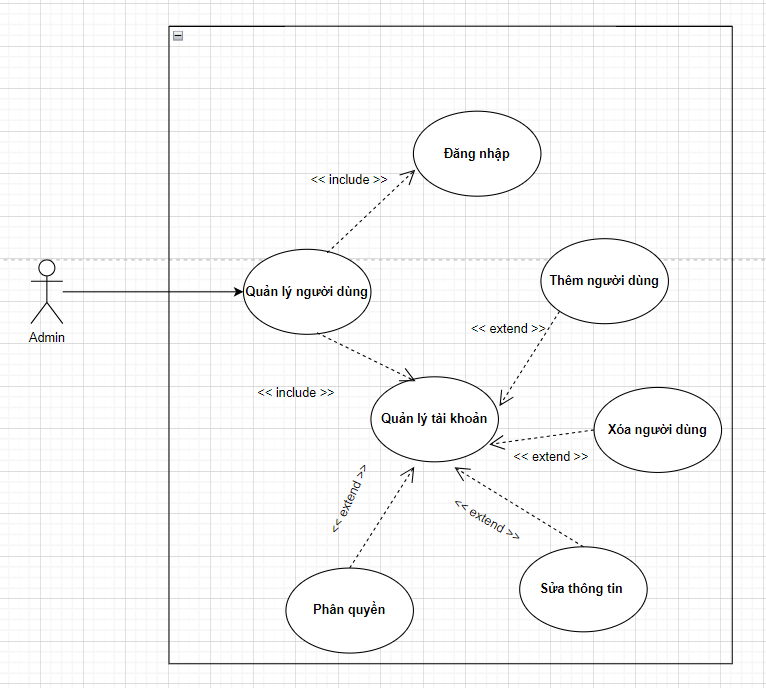 Đăng nhập
<< include >>
Thêm người dùng
Quản lý người dùng
<< extend >>
Admin
<< include >>
Quản lý tài khoản
Xóa người dùng
<< extend >>
<< extend >>
<< extend >>
Sửa thông tin
Phân quyền